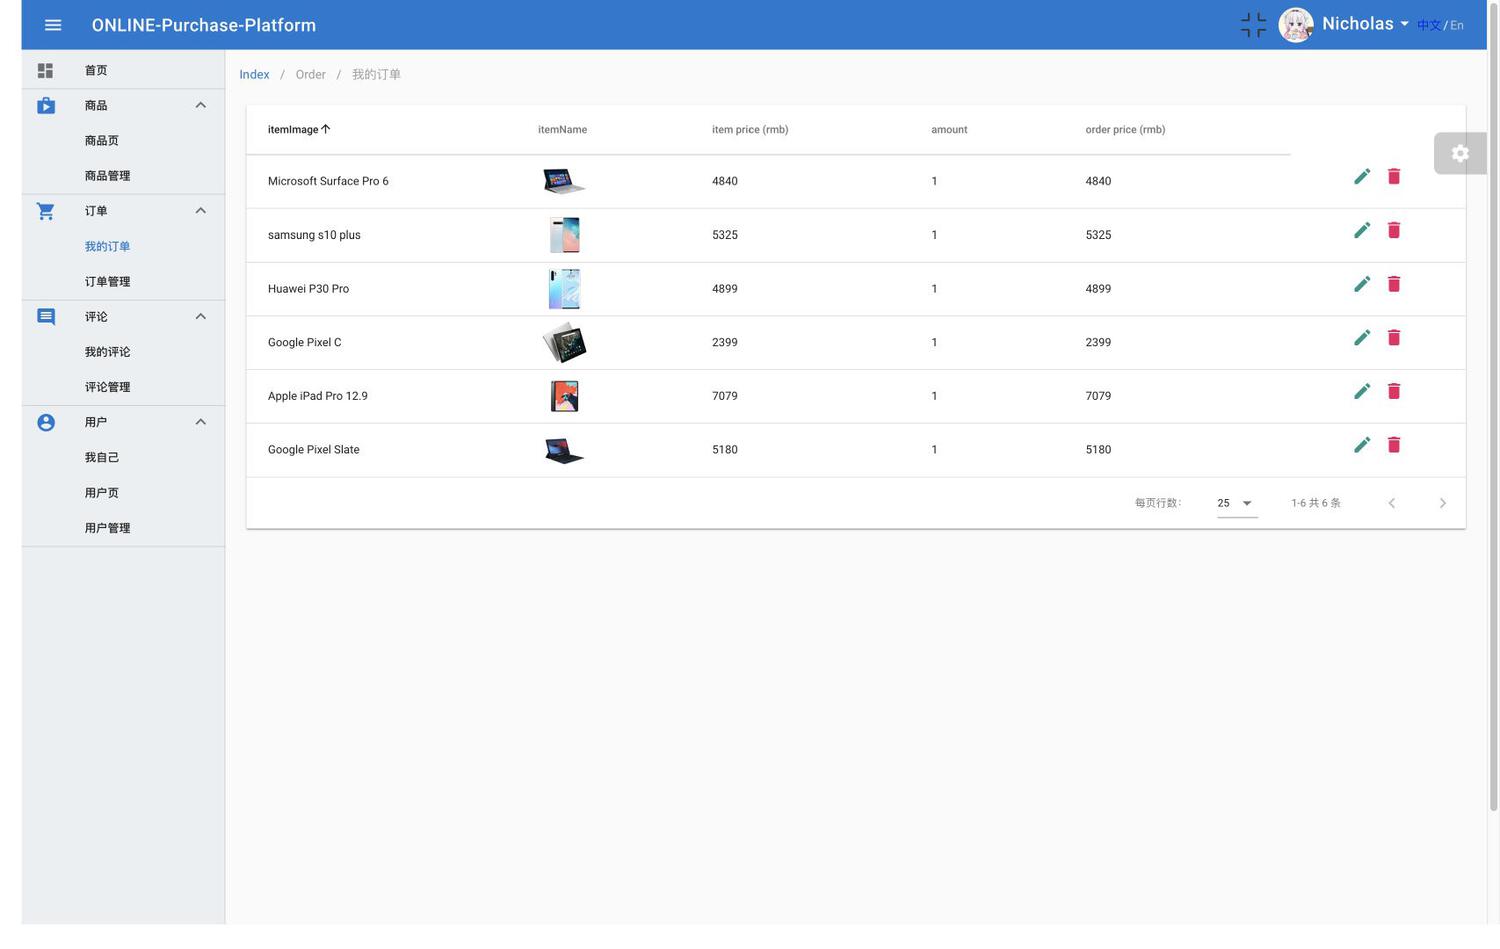 ONLINE-Purchase-Platform
Nicholas
中文/En
首页
商品
商品页
商品管理
订单
我的订单
订单管理
评论
我的评论
评论管理
用户
我自己
用户页
用户管理
Index / Order / 我的订单
itemImage itemName item price (rmb) amount order price (rmb)
Microsoft Surface Pro 6 4840 1 4840
samsung s10 plus 5325 1 5325
Huawei P30 Pro 4899 1 4899
Google Pixel C 2399 1 2399
Apple iPad Pro 12.9 7079 1 7079
Google Pixel Slate 5180 1 5180
每页行数: 25 1-6 共 6 条